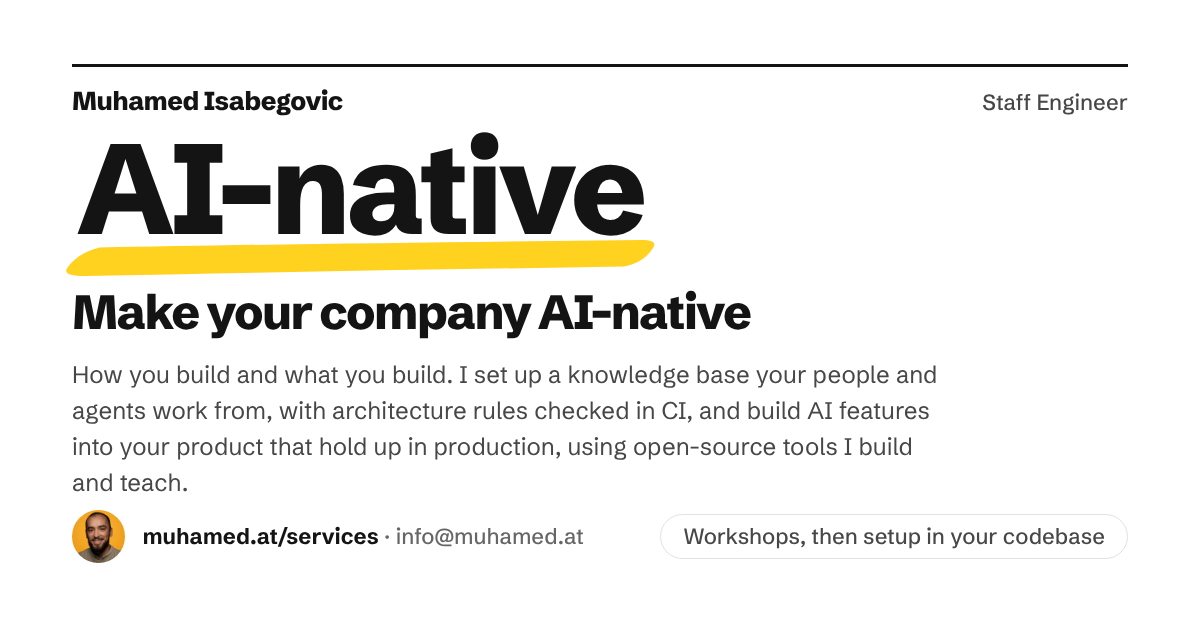 Muhamed Isabegovic
Staff Engineer
AI-native
Make your company AI-native
How you build and what you build. I set up a knowledge base your people and
agents work from, with architecture rules checked in CI, and build AI features
into your product that hold up in production, using open-source tools I build
and teach.
muhamed.at/services · info@muhamed.at
Workshops, then setup in your codebase